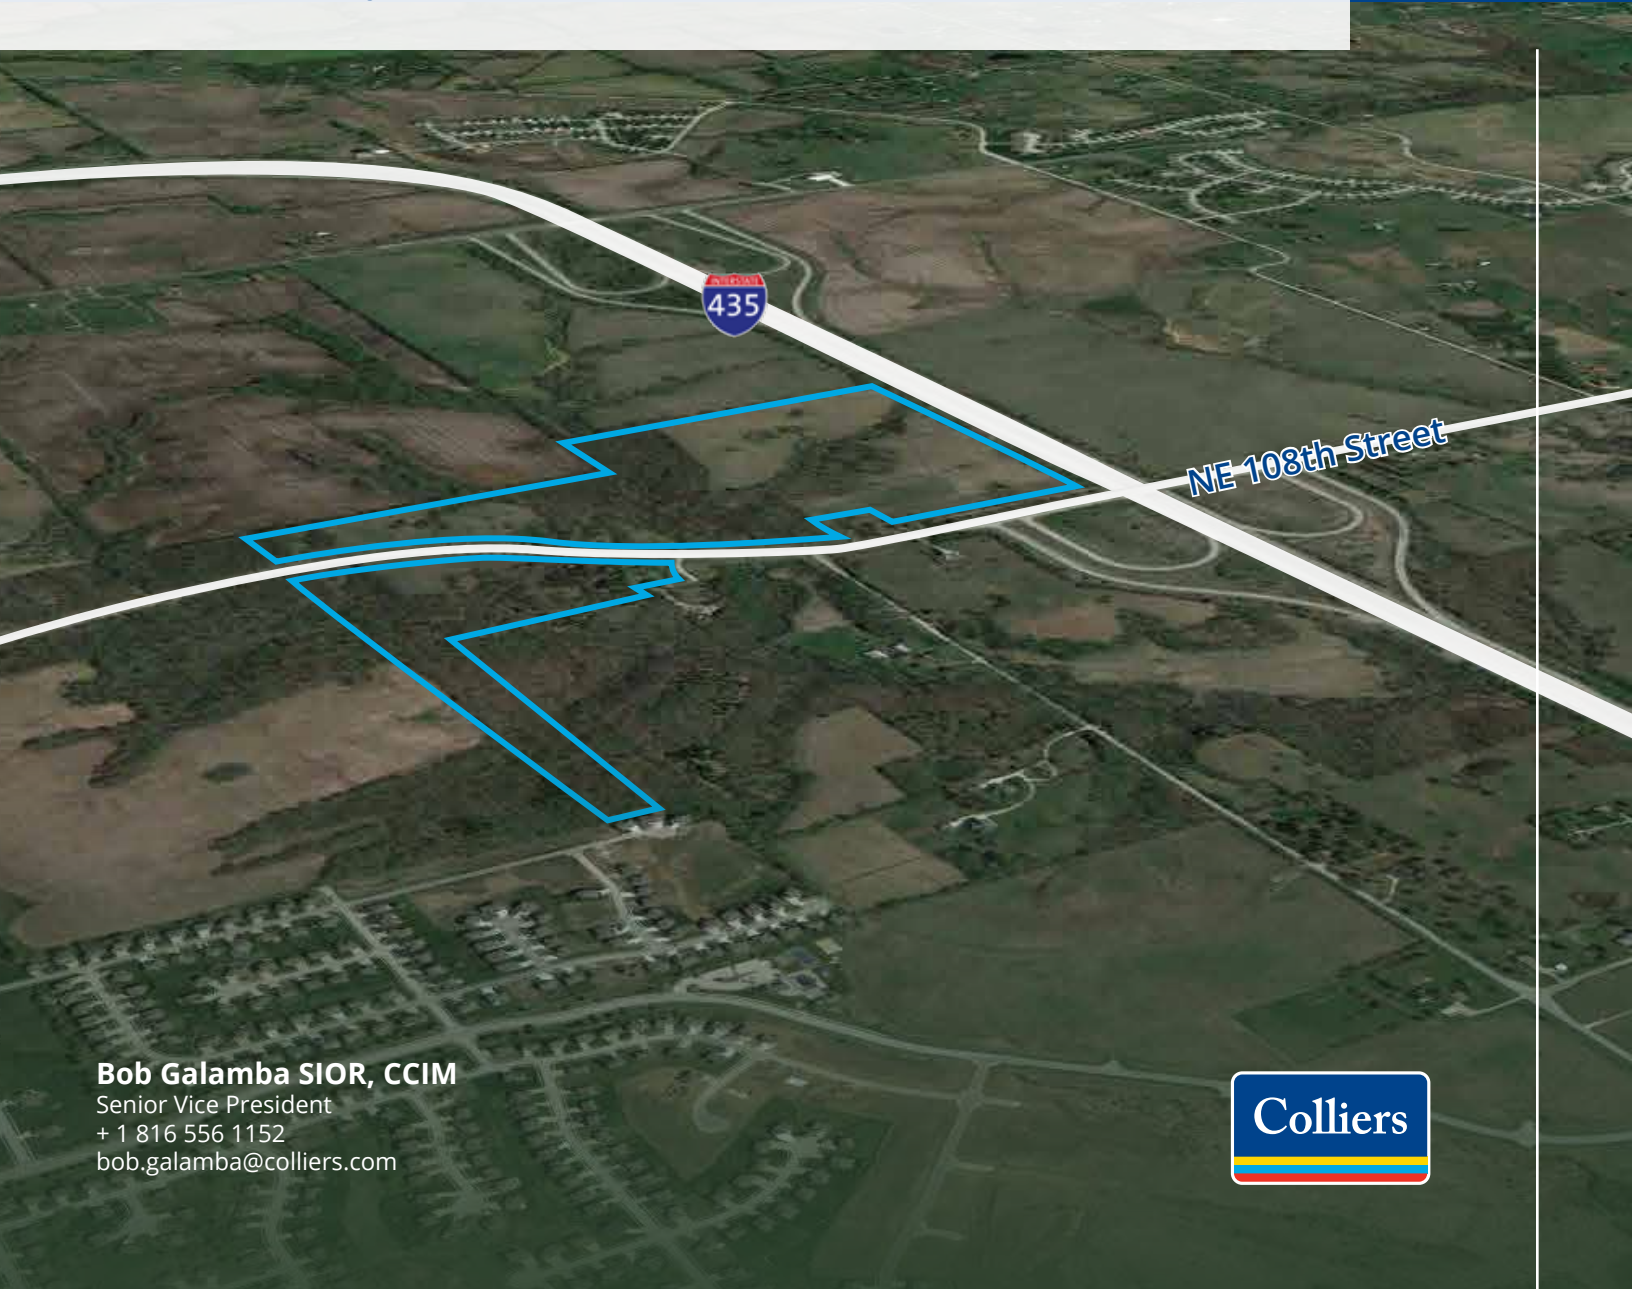 INTERSTATE
435
NE 108th Street
Bob Galamba SIOR, CCIM
Senior Vice President
+ 1 816 556 1152
bob.galamba@colliers.com
Colliers